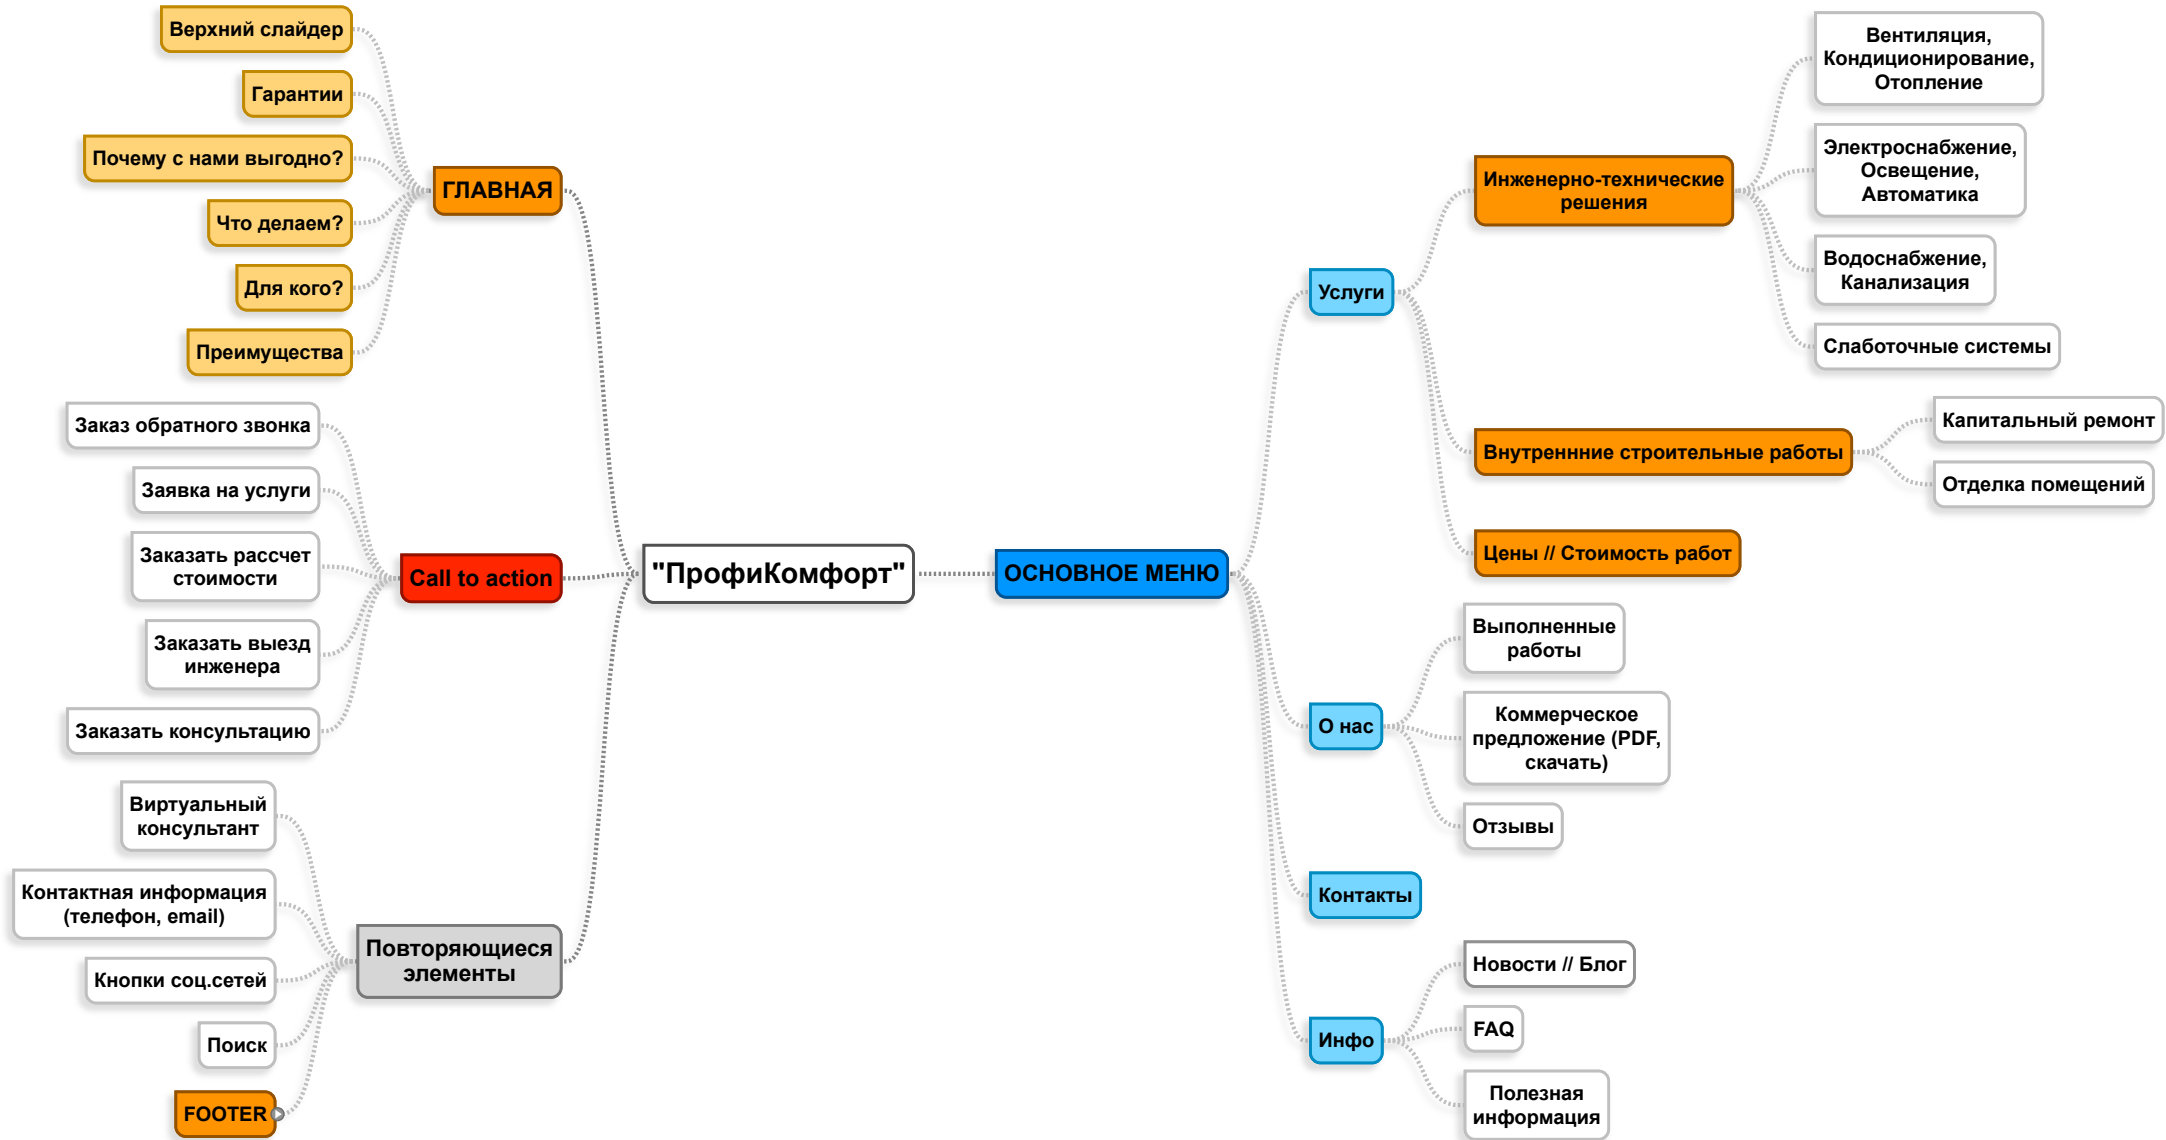 Верхний слайдер
Гарантии
Почему с нами выгодно?
Что делаем?
Для кого?
Преимущества
ГЛАВНАЯ
Заказ обратного звонка
Заявка на услуги
Заказать рассчет
стоимости
Заказать выезд
инженера
Заказать консультацию
Call to action
Виртуальный
консультант
Контактная информация
(телефон, email)
Кнопки соц.сетей
Поиск
FOOTER
Повторяющиеся
элементы
"ПрофиКомфорт"
ОСНОВНОЕ МЕНЮ
Услуги
Инженерно-технические
решения
Вентиляция,
Кондиционирование,
Отопление
Электроснабжение,
Освещение,
Автоматика
Водоснабжение,
Канализация
Слаботочные системы
Внутреннние строительные работы
Капитальный ремонт
Отделка помещений
Цены // Стоимость работ
О нас
Выполненные
работы
Коммерческое
предложение (PDF,
скачать)
Отзывы
Контакты
Инфо
Новости // Блог
FAQ
Полезная
информация